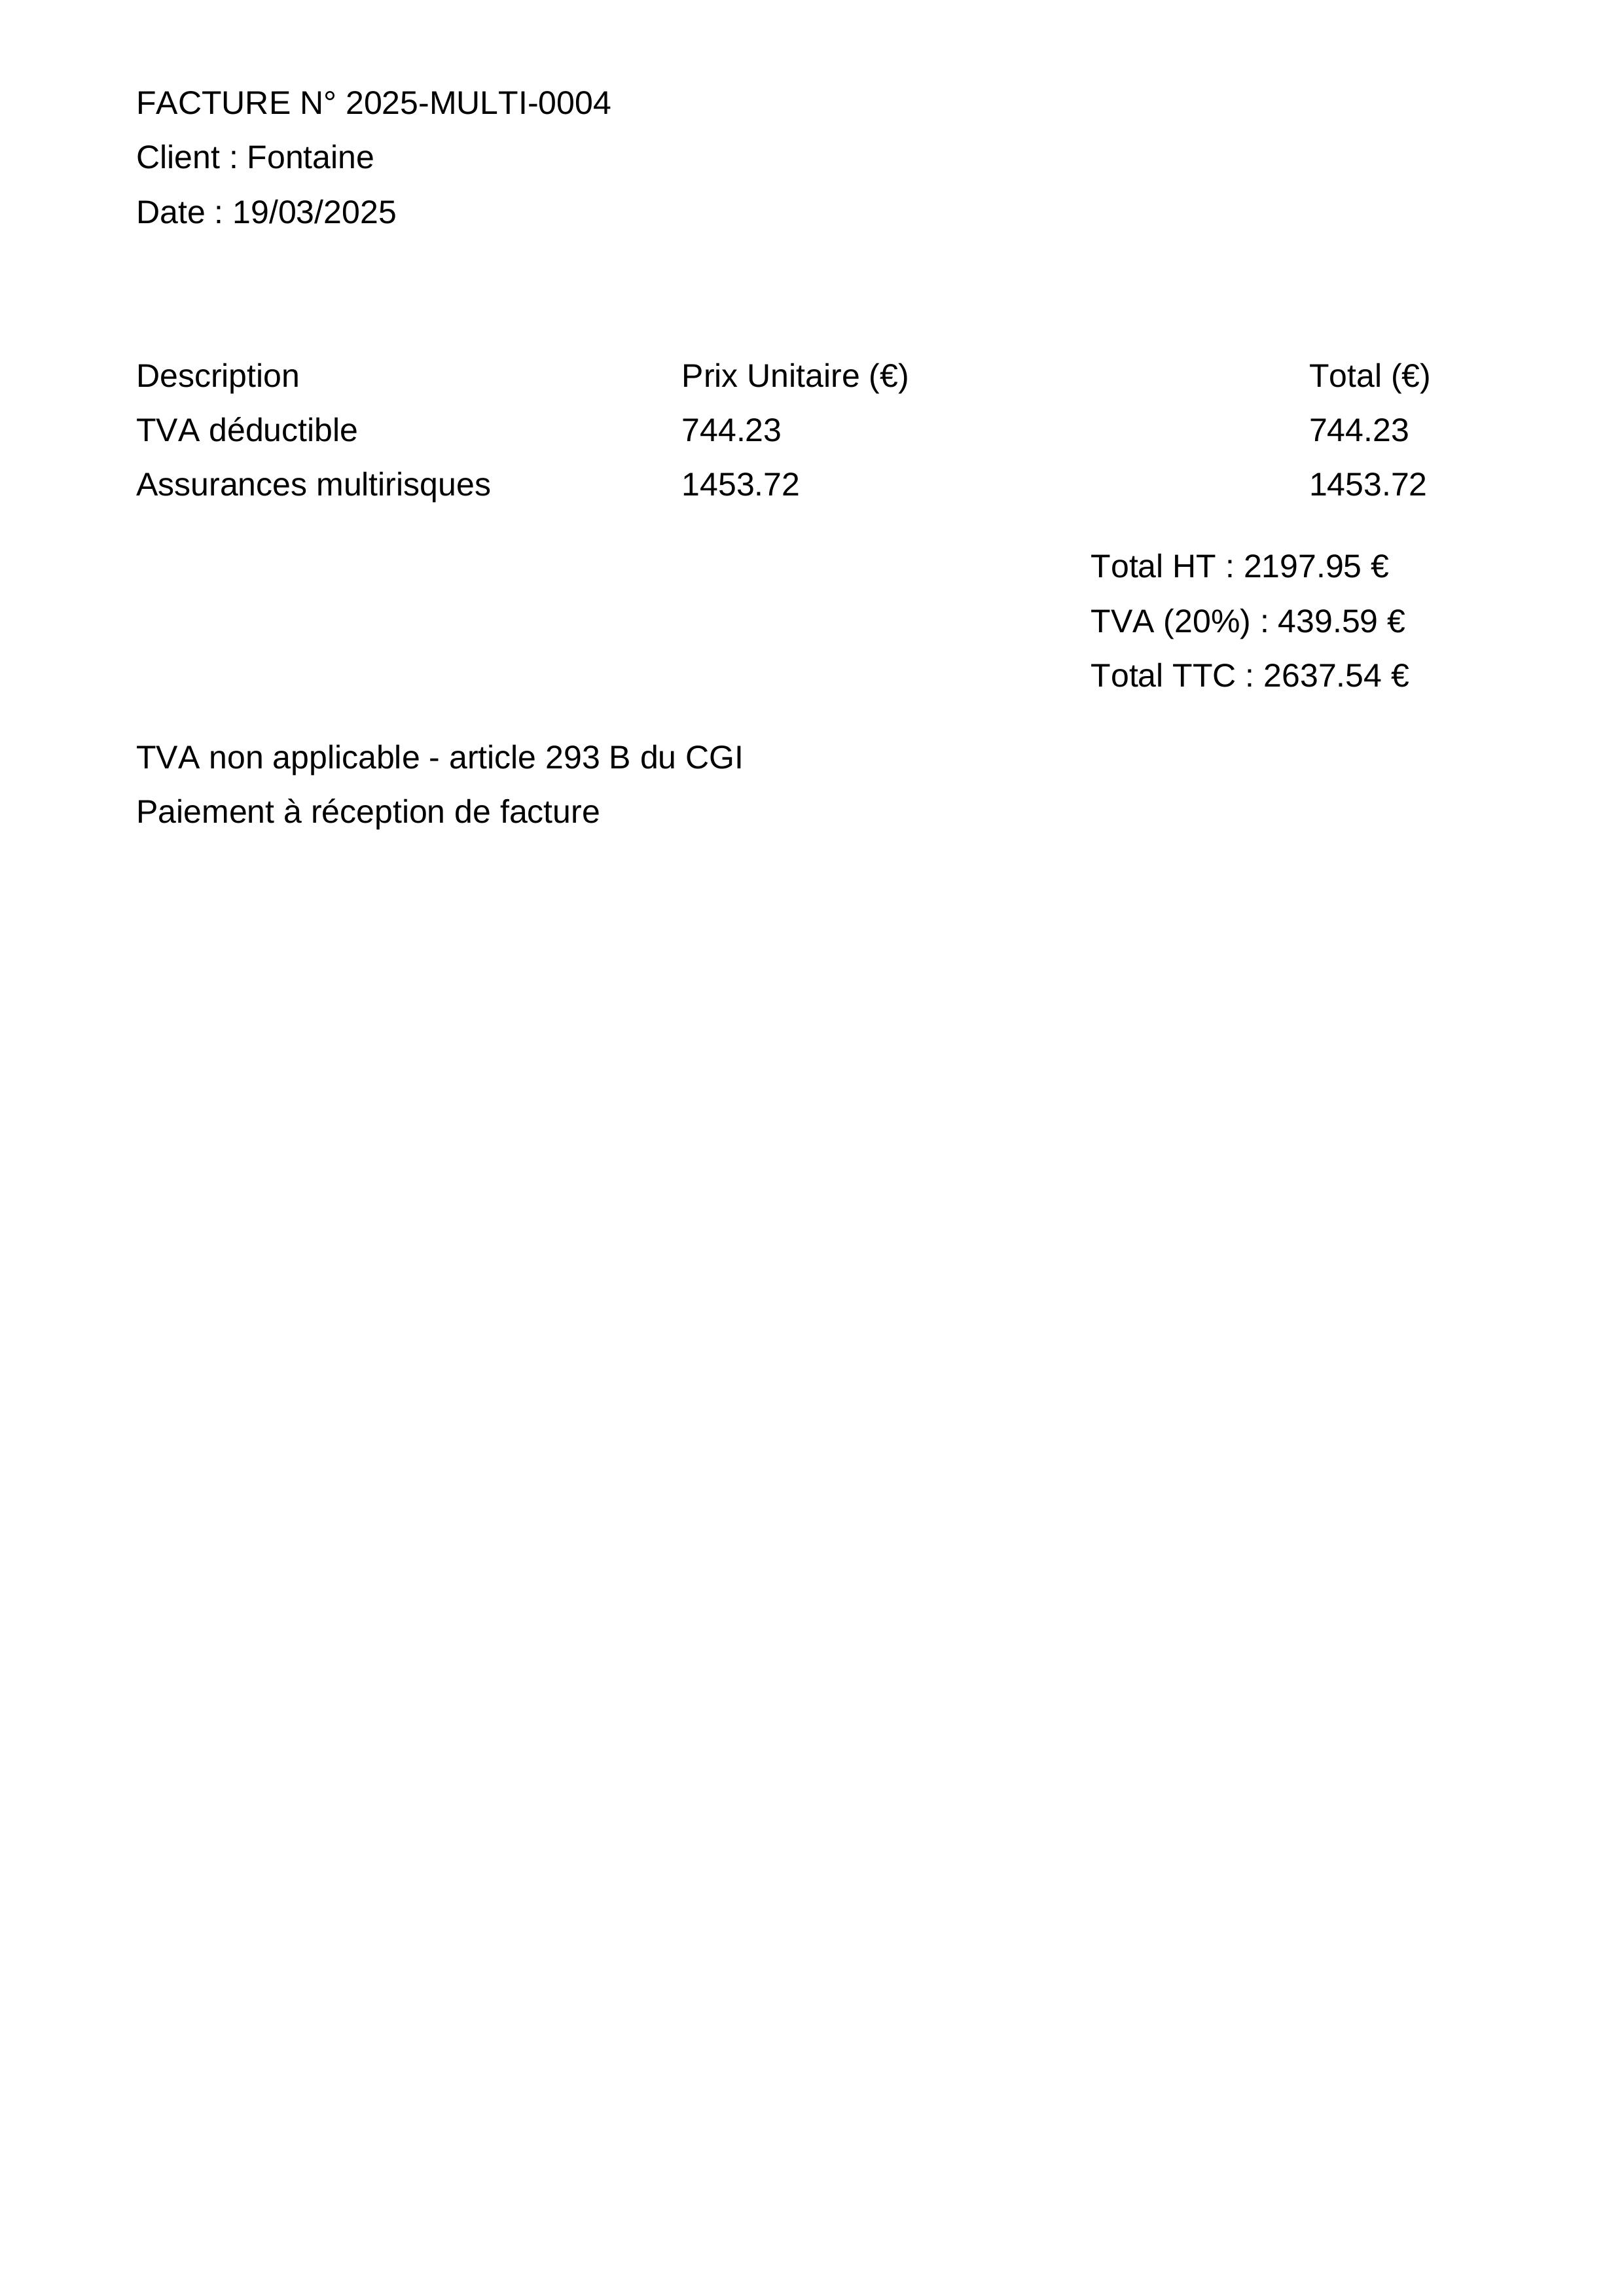 FACTURE N° 2025-MULTI-0004
Client : Fontaine
Date : 19/03/2025
Description Prix Unitaire (€) Total (€)
TVA déductible 744.23 744.23
Assurances multirisques 1453.72 1453.72
Total HT : 2197.95 €
TVA (20%) : 439.59 €
Total TTC : 2637.54 €
TVA non applicable - article 293 B du CGI
Paiement à réception de facture